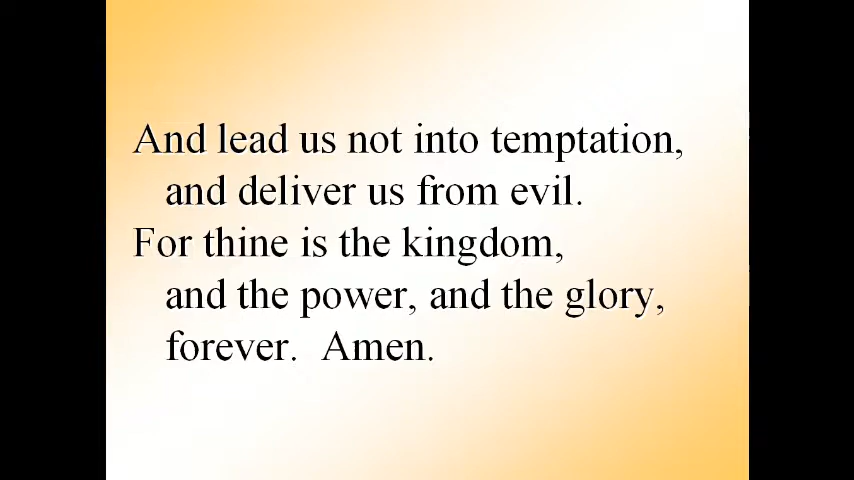 And lead us not into temptation,
and deliver us from evil.
For thine is the kingdom,
and the power, and the glory,
forever.  Amen.